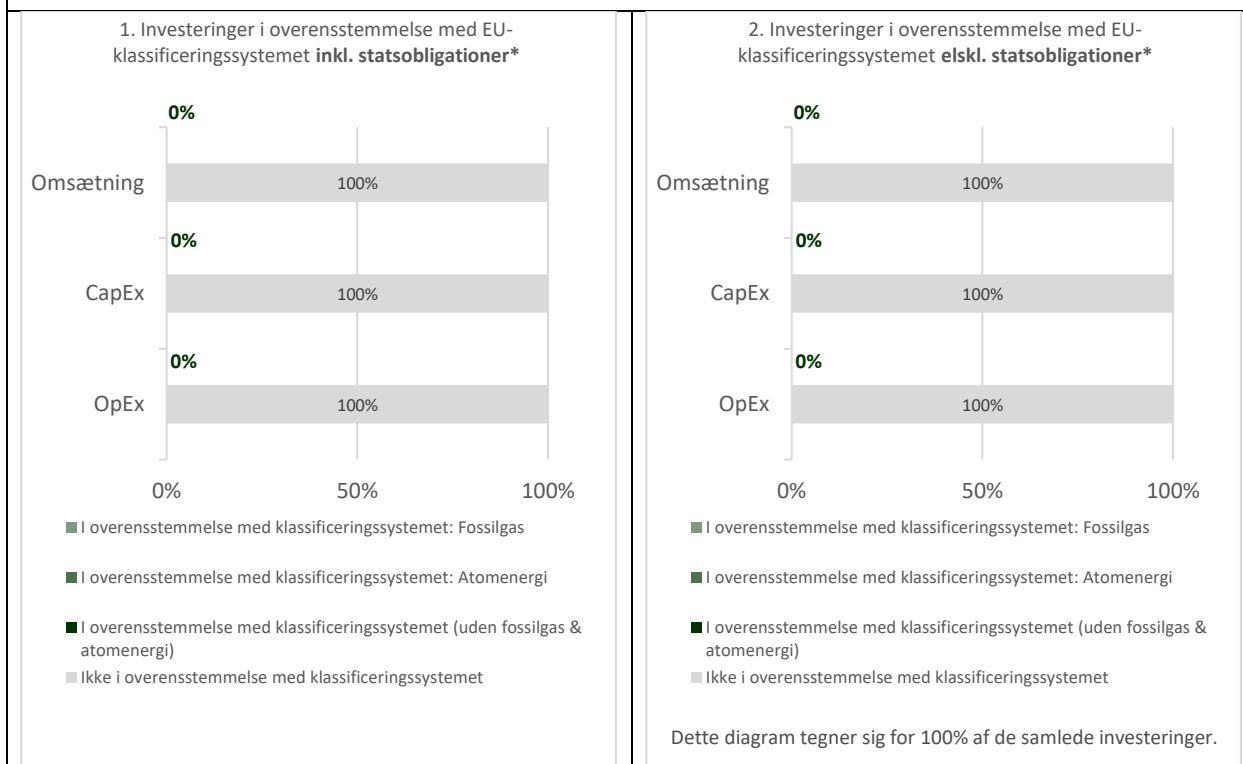 1. Investeringer i overensstemmelse med EU-
klassificeringssystemet inkl. statsobligationer*
0%
Omsætning
100%
0%
CapEx
100%
0%
OpEx
100%
0%
50%
100%
I overensstemmelse med klassificeringssystemet: Fossilgas
I overensstemmelse med klassificeringssystemet: Atomenergi
I overensstemmelse med klassificeringssystemet (uden fossilgas &
atomenergi)
Ikke i overensstemmelse med klassificeringssystemet
2. Investeringer i overensstemmelse med EU-
klassificeringssystemet elskl. statsobligationer*
0%
Omsætning
100%
0%
CapEx
100%
0%
OpEx
100%
0%
50%
100%
I overensstemmelse med klassificeringssystemet: Fossilgas
I overensstemmelse med klassificeringssystemet: Atomenergi
I overensstemmelse med klassificeringssystemet (uden fossilgas &
atomenergi)
Ikke i overensstemmelse med klassificeringssystemet
Dette diagram tegner sig for 100% af de samlede investeringer.